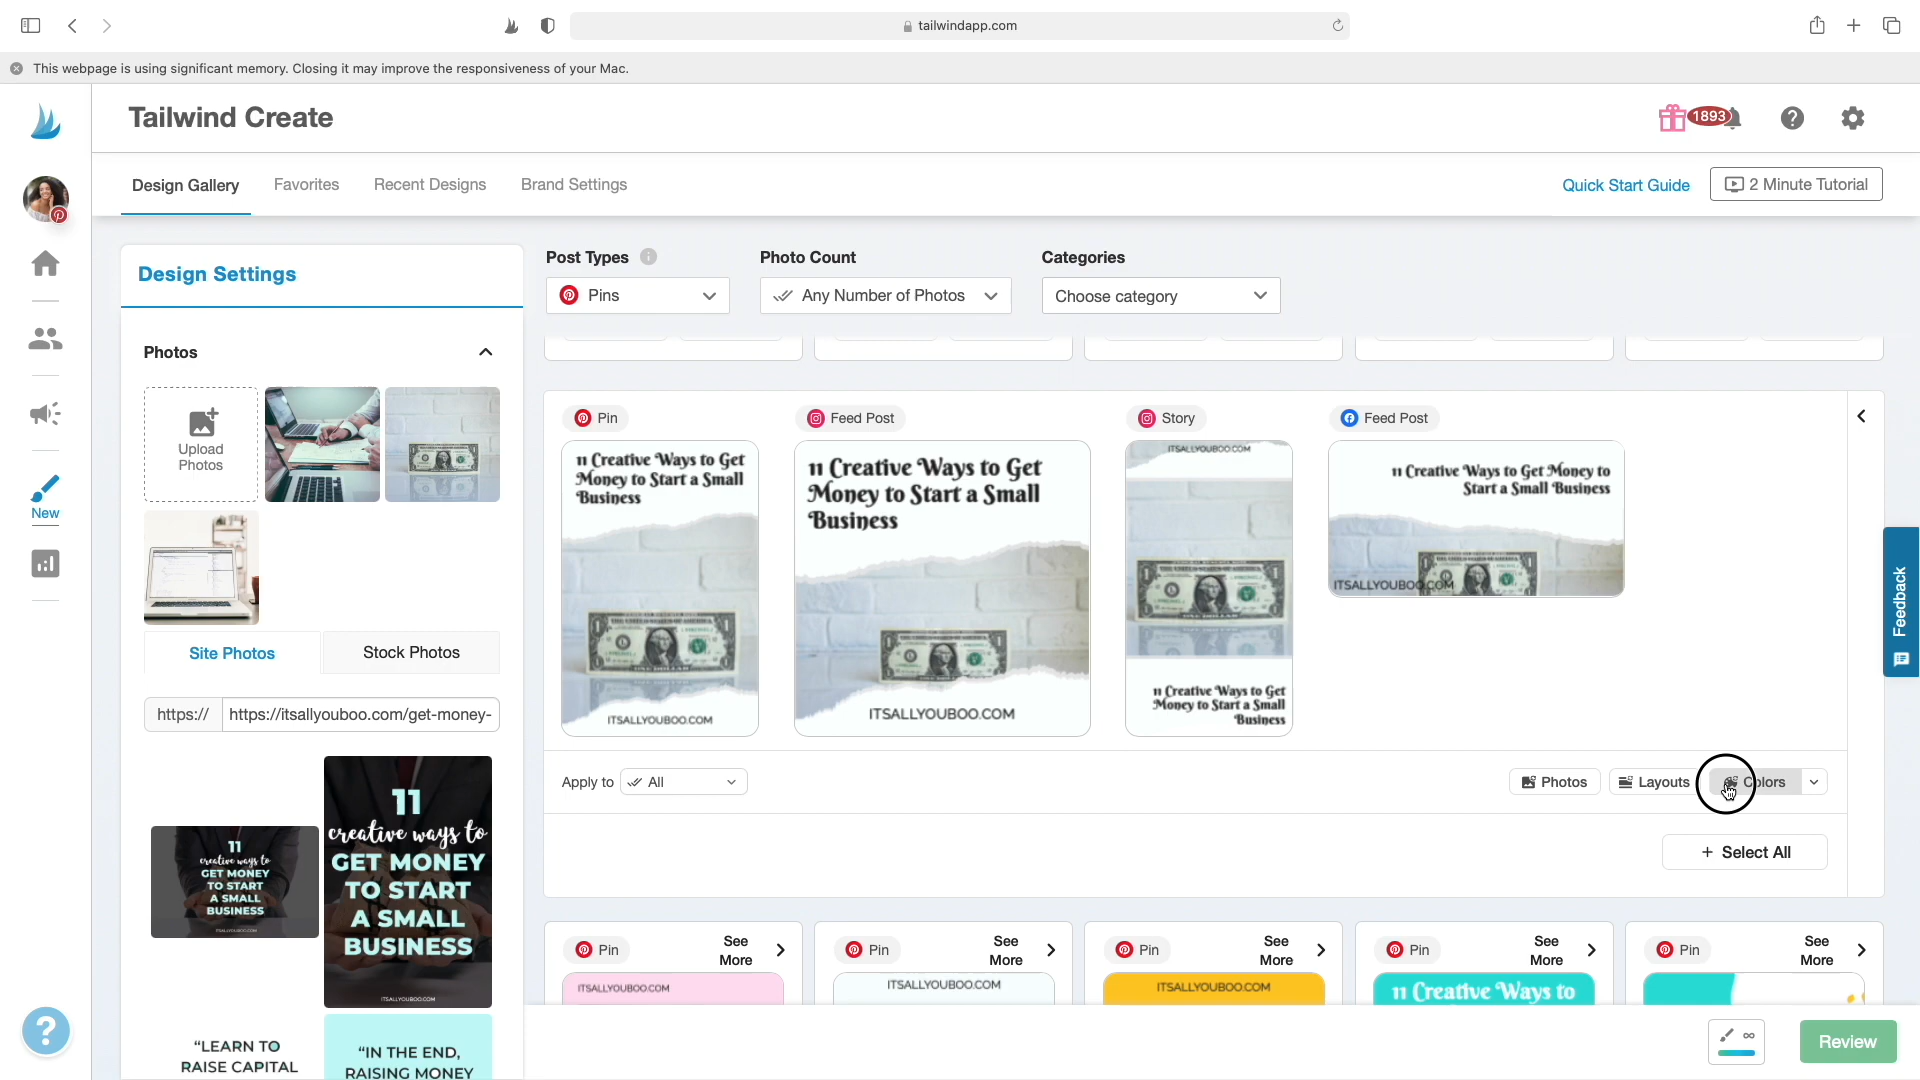 tailwindapp.com
This webpage is using significant memory. Closing it may improve the responsiveness of your Mac.
Tailwind Create
1893
Design Gallery
Favorites
Recent Designs
Brand Settings
Quick Start Guide
2 Minute Tutorial
Design Settings
Post Types
Photo Count
Categories
Pins
Any Number of Photos
Choose category
Photos
Upload
Photos
New
Site Photos
Stock Photos
https://
https://itsallyouboo.com/get-money-
11
creative ways to
GET MONEY
TO START
A SMALL
BUSINESS
ITSALLYOUBOO.COM
11
creative ways to
GET MONEY
TO START
A SMALL
BUSINESS
ITSALLYOUBOO.COM
"LEARN TO
RAISE CAPITAL
"IN THE END,
RAISING MONEY
Pin
Feed Post
Story
Feed Post
11 Creative Ways to Get
Money to Start a Small
Business
ITSALLYOUBOO.COM
11 Creative Ways to Get
Money to Start a Small
Business
ITSALLYOUBOO.COM
ITSALLYOUBOO.COM
11 Creative Ways to Get
Money to Start a Small
Business
11 Creative Ways to Get Money to
Start a Small Business
ITSALLYOUBOO.COM
Feedback
Apply to
All
Photos
Layouts
Colors
+ Select All
Pin
See
More
ITSALLYOUBOO.COM
Pin
See
More
ITSALLYOUBOO.COM
Pin
See
More
ITSALLYOUBOO.COM
Pin
See
More
11 Creative Ways to
Pin
See
More
?
∞
Review